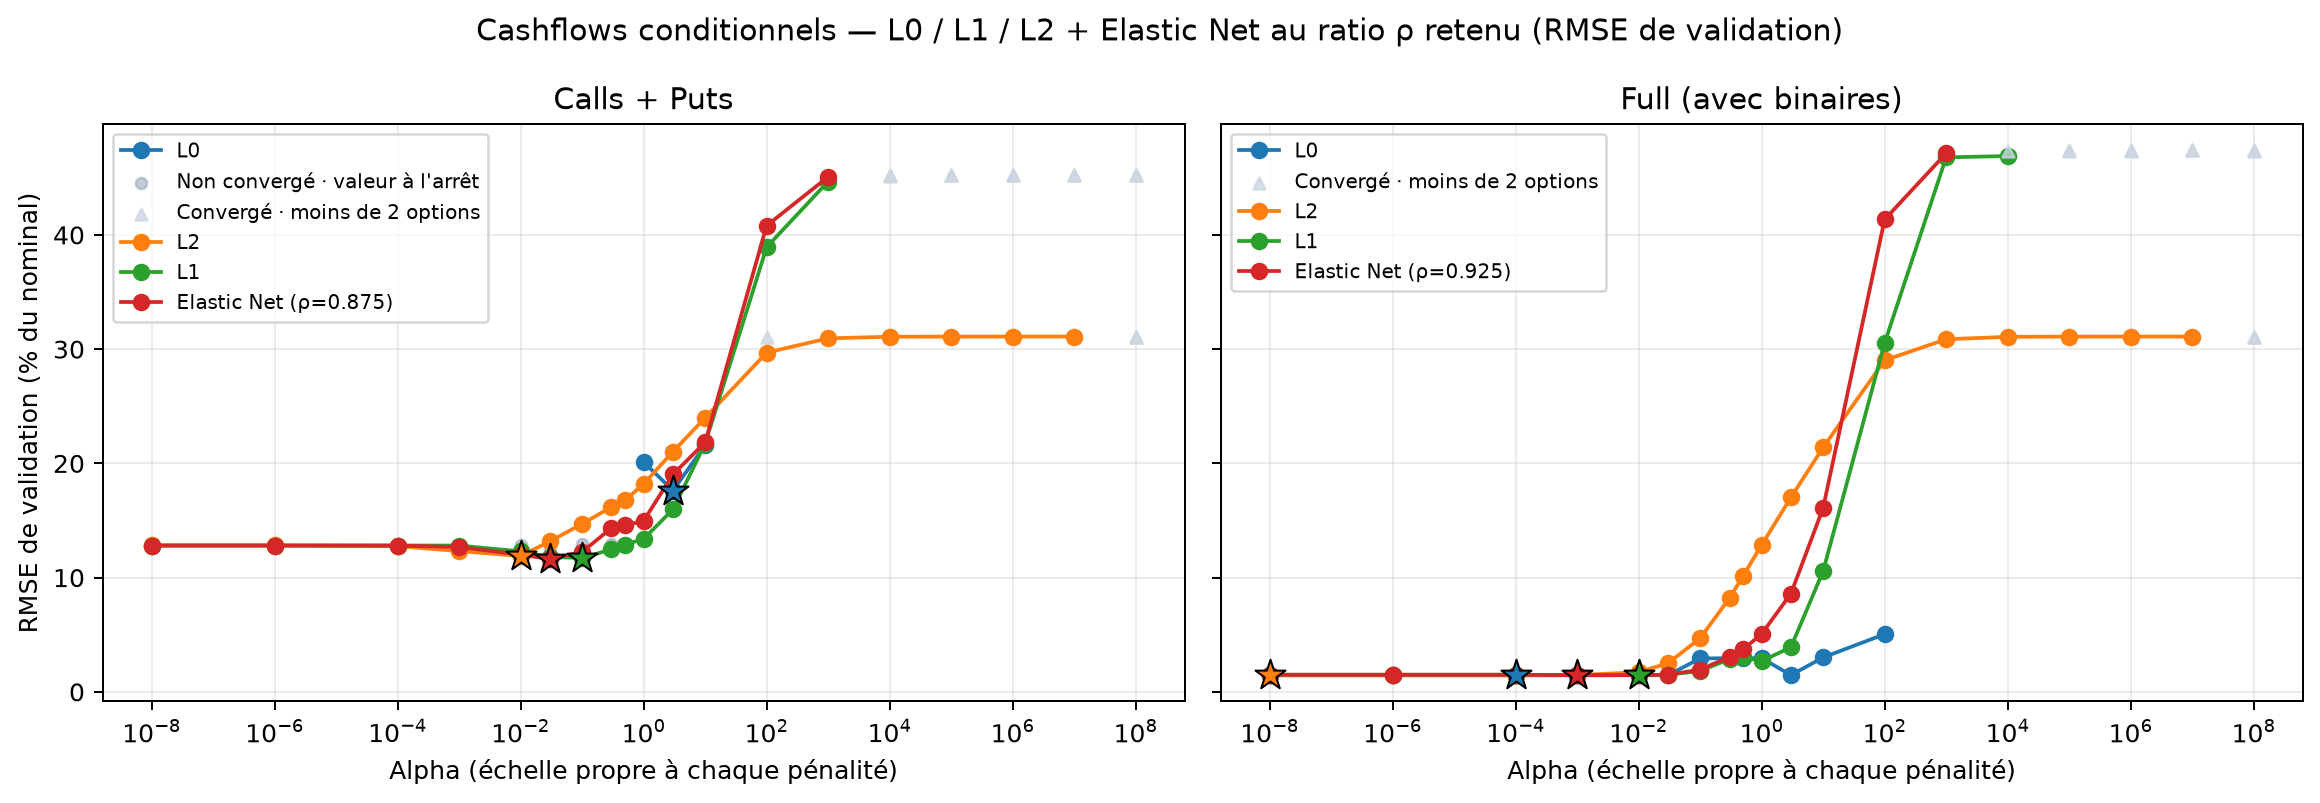 Cashflows conditionnels — L0 / L1 / L2 + Elastic Net au ratio ρ retenu (RMSE de validation)
Calls + Puts
RMSE de validation (% du nominal)
40
30
20
10
0
L0
Non convergé · valeur à l'arrêt
Convergé · moins de 2 options
L2
L1
Elastic Net (ρ=0.875)
10⁻⁸ 10⁻⁶ 10⁻⁴ 10⁻² 10⁰ 10² 10⁴ 10⁶ 10⁸
Alpha (échelle propre à chaque pénalité)
Full (avec binaires)
L0
Convergé · moins de 2 options
L2
L1
Elastic Net (ρ=0.925)
10⁻⁸ 10⁻⁶ 10⁻⁴ 10⁻² 10⁰ 10² 10⁴ 10⁶ 10⁸
Alpha (échelle propre à chaque pénalité)